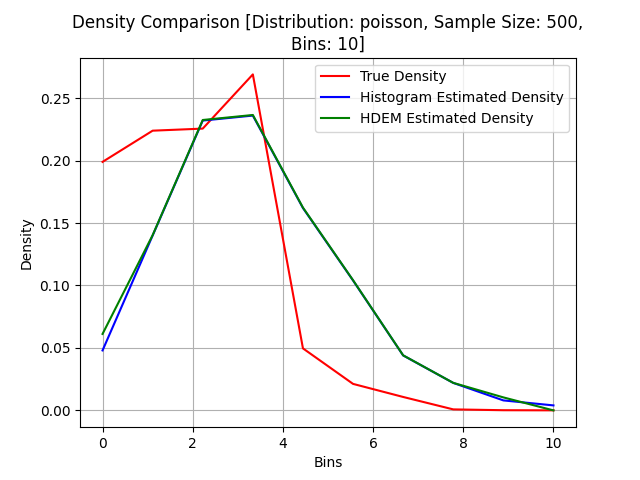 Density Comparison [Distribution: poisson, Sample Size: 500,
Bins: 10]
True Density
Histogram Estimated Density
HDEM Estimated Density
Density
0.25
0.20
0.15
0.10
0.05
0.00
0 2 4 6 8 10
Bins